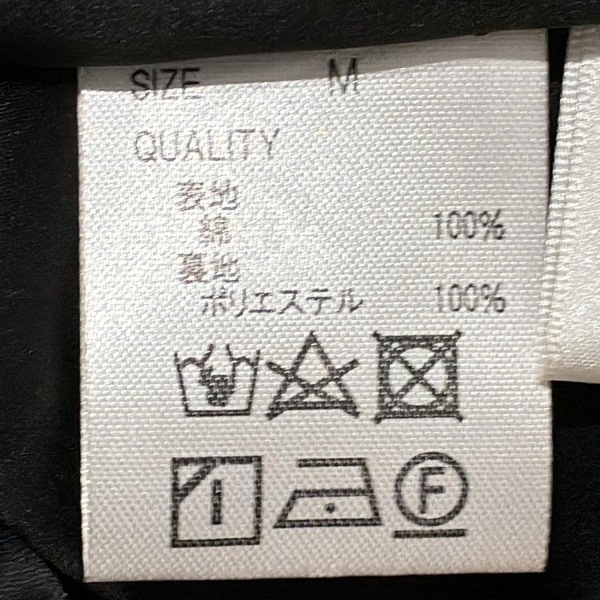 SIZE M
QUALITY
表地
綿 100%
裏地
ポリエステル 100%
F